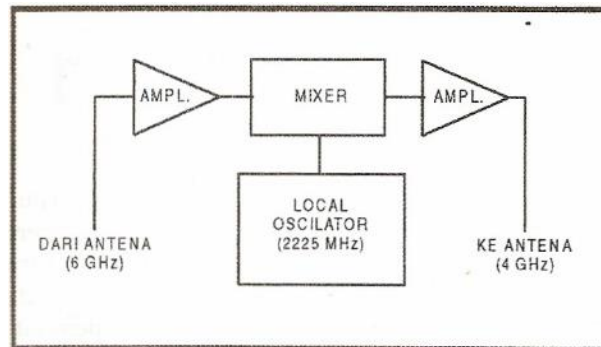 AMPL.
MIXER
AMPL.
LOCAL
OSCILATOR
(2225 MHz)
DARI ANTENA
(6 GHz)
KE ANTENA
(4 GHz)